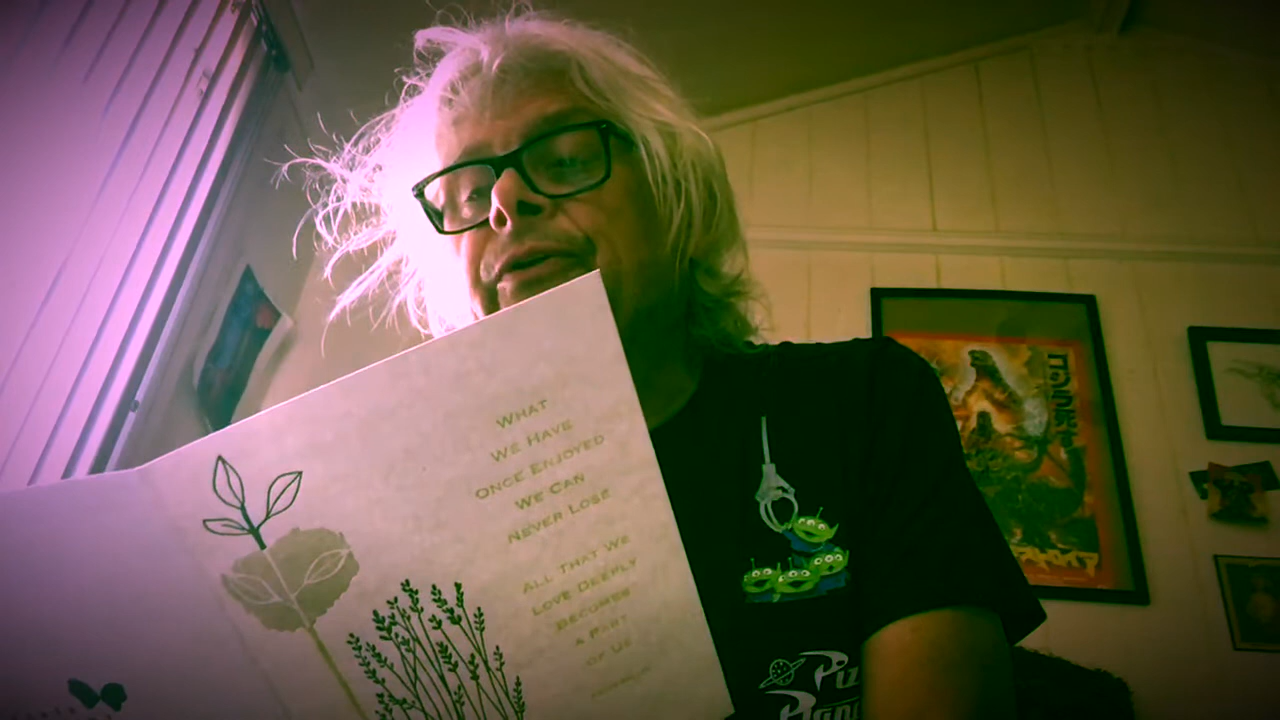 WHAT
WE HAVE
ONCE ENJOYED
WE CAN
NEVER LOSE
ALL THAT WE
LOVE DEEPLY
BECOMES
A PART
OF US